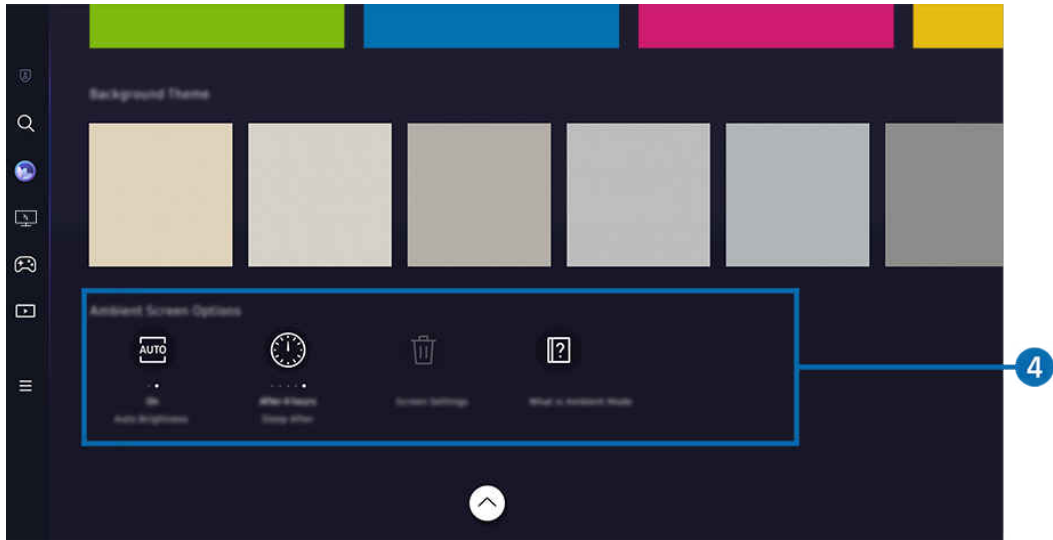 Background Theme
Ambient Screen Options
AUTO
?
4
On
After 8 hours
Auto Brightness
Sleep After
Screen Settings
What is Ambient Mode